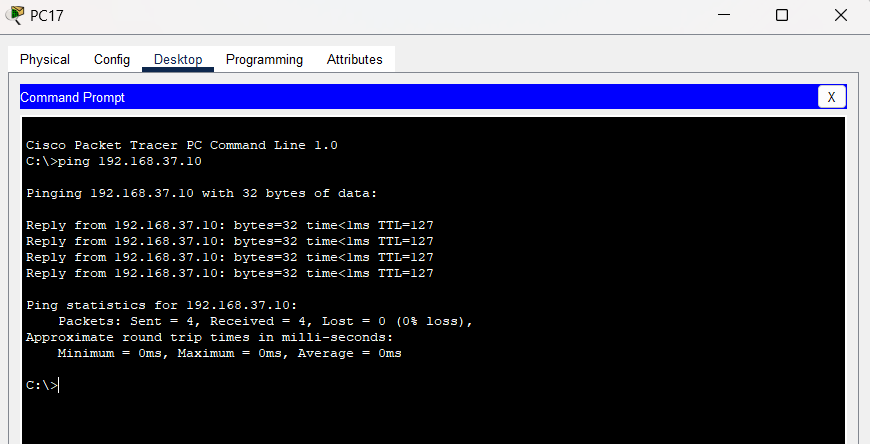 PC17
Physical Config Desktop Programming Attributes
Command Prompt
X
Cisco Packet Tracer PC Command Line 1.0
C:\>ping 192.168.37.10
Pinging 192.168.37.10 with 32 bytes of data:
Reply from 192.168.37.10: bytes=32 time<1ms TTL=127
Reply from 192.168.37.10: bytes=32 time<1ms TTL=127
Reply from 192.168.37.10: bytes=32 time<1ms TTL=127
Reply from 192.168.37.10: bytes=32 time<1ms TTL=127
Ping statistics for 192.168.37.10:
    Packets: Sent = 4, Received = 4, Lost = 0 (0% loss),
Approximate round trip times in milli-seconds:
    Minimum = 0ms, Maximum = 0ms, Average = 0ms
C:\>